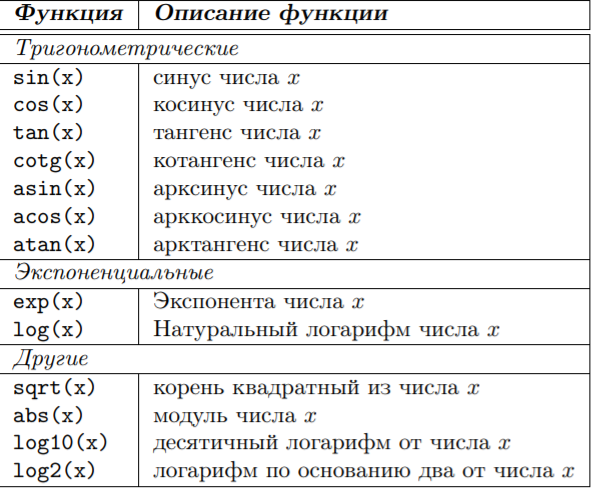 Функция Описание функции
Тригонометрические
sin(x) синус числа x
cos(x) косинус числа x
tan(x) тангенс числа x
cotg(x) котангенс числа x
asin(x) арксинус числа x
acos(x) арккосинус числа x
atan(x) арктангенс числа x
Экспоненциальные
exp(x) Экспонента числа x
log(x) Натуральный логарифм числа x
Другие
sqrt(x) корень квадратный из числа x
abs(x) модуль числа x
log10(x) десятичный логарифм от числа x
log2(x) логарифм по основанию два от числа x